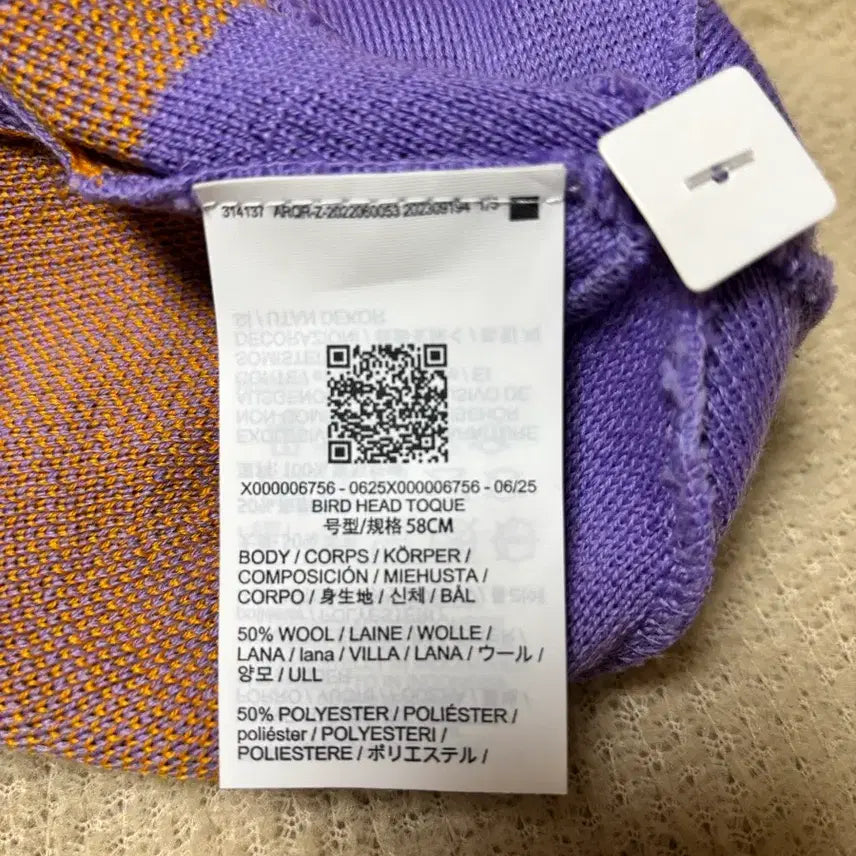 314137 ARQR-Z-2022060053 202309194 1/5
X000006756 - 0625X000006756 - 06/25
BIRD HEAD TOQUE
号型/规格 58CM
BODY / CORPS / KÖRPER /
COMPOSICIÓN / MIEHUSTA /
CORPO / 身生地 / 신체 / BÅL
50% WOOL / LAINE / WOLLE /
LANA / lana / VILLA / LANA / ウール /
양모 / ULL
50% POLYESTER / POLIÉSTER /
poliéster / POLYESTERI /
POLIESTERE / ポリエステル /